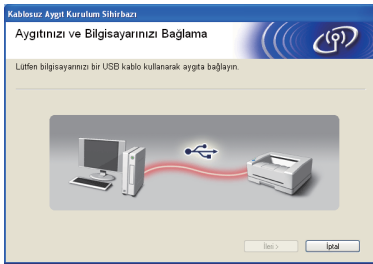 Kablosuz Aygıt Kurulum Sihirbazı
Aygıtınızı ve Bilgisayarınızı Bağlama
Lütfen bilgisayarınızı bir USB kablo kullanarak aygıta bağlayın.
İleri >
İptal